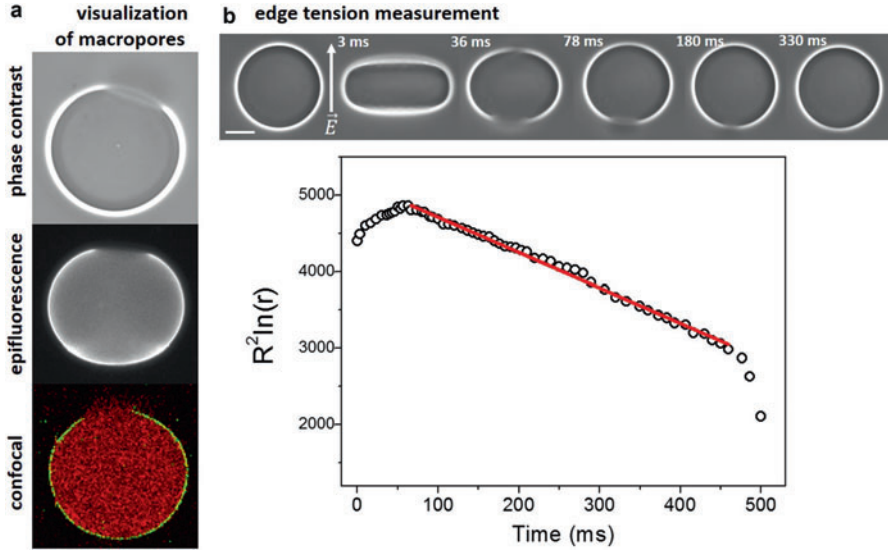 a
visualization
of macropores
phase contrast
epifluorescence
confocal
b edge tension measurement
3 ms
36 ms
78 ms
180 ms
330 ms
E
R²ln(r)
5000
4000
3000
2000
0 100 200 300 400 500
Time (ms)